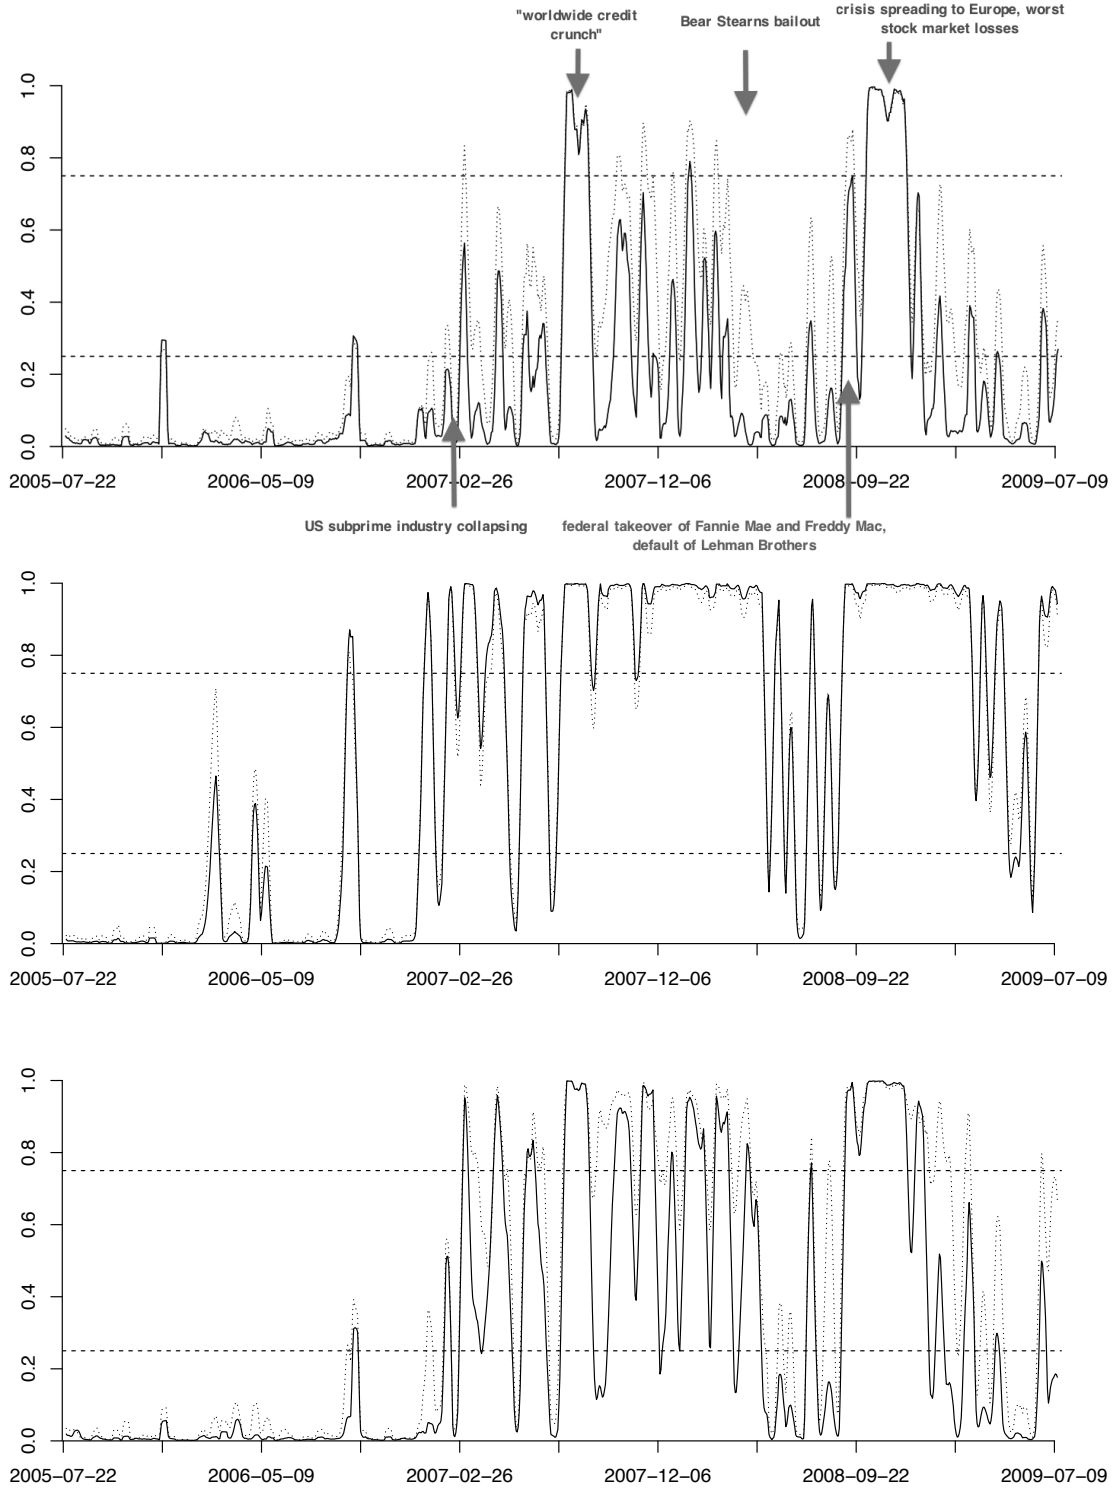 "worldwide credit
crunch"
Bear Stearns bailout
crisis spreading to Europe, worst
stock market losses
1.0
0.8
0.6
0.4
0.2
0.0
2005-07-22 2006-05-09 2007-02-26 2007-12-06 2008-09-22 2009-07-09
US subprime industry collapsing
federal takeover of Fannie Mae and Freddy Mac,
default of Lehman Brothers
1.0
0.8
0.6
0.4
0.2
0.0
2005-07-22 2006-05-09 2007-02-26 2007-12-06 2008-09-22 2009-07-09
1.0
0.8
0.6
0.4
0.2
0.0
2005-07-22 2006-05-09 2007-02-26 2007-12-06 2008-09-22 2009-07-09